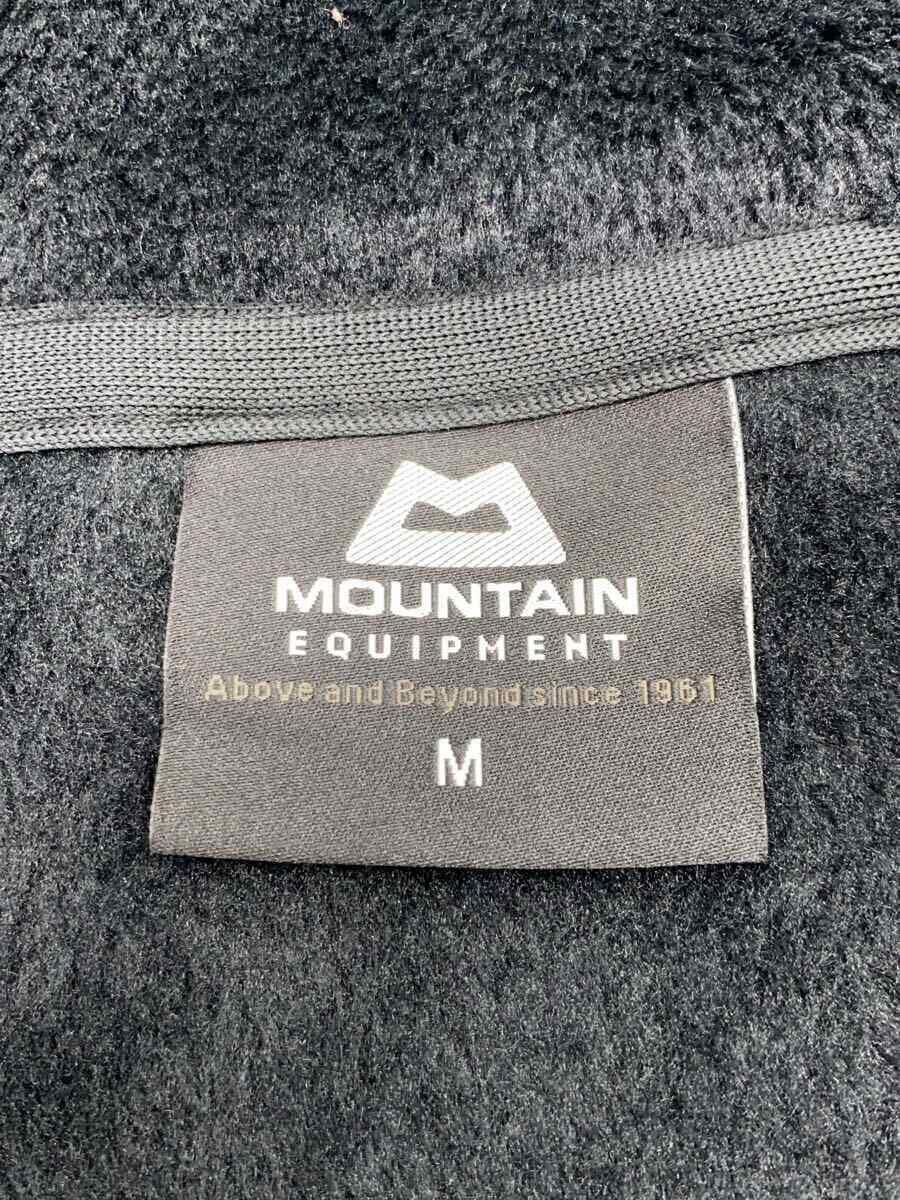 MOUNTAIN
EQUIPMENT
Above and Beyond since 1961
M